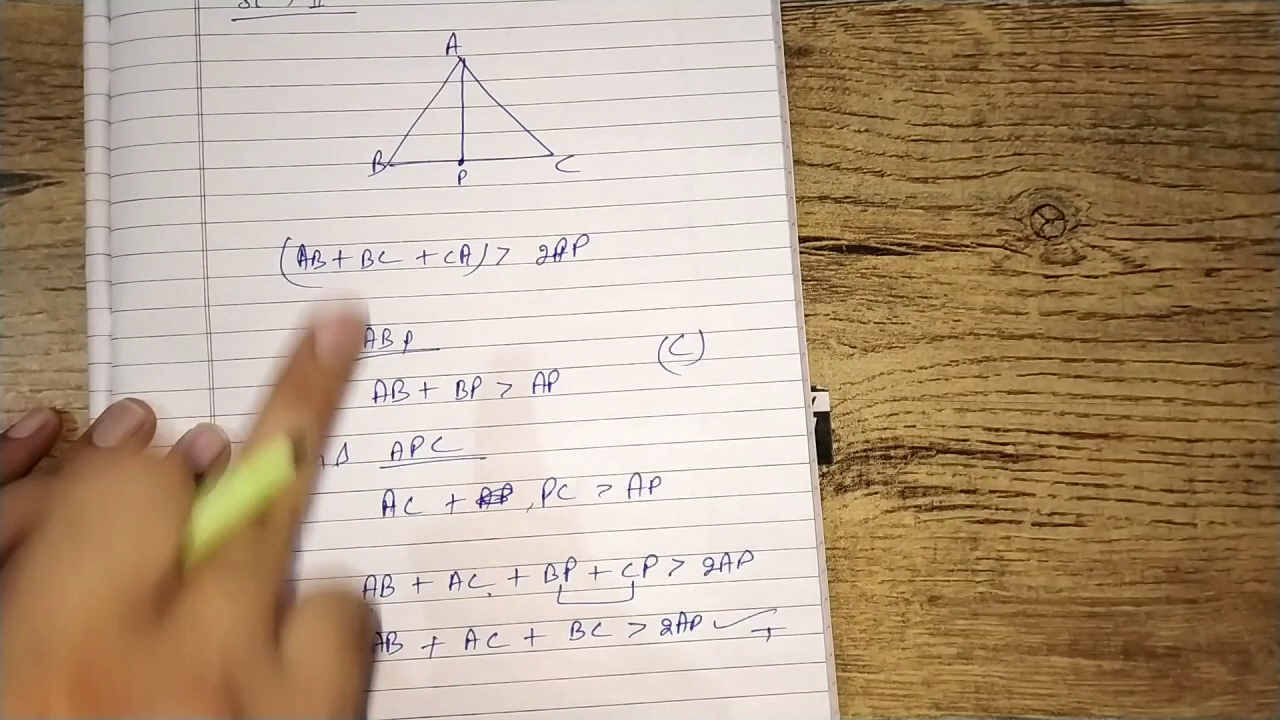 A
B
P
C
(AB + BC + CA) > 2AP
ABP
(C)
AB + BP > AP
Δ APC
AC + , PC > AP
AB + AC + BP + CP > 2AP
AB + AC + BC > 2AP